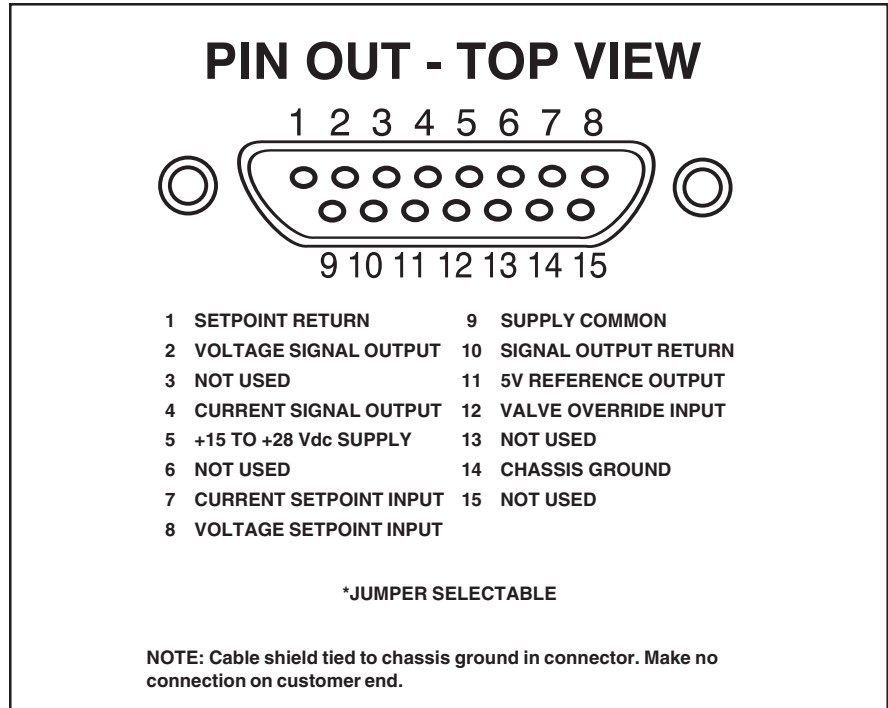 PIN OUT - TOP VIEW
1 2 3 4 5 6 7 8
9 10 11 12 13 14 15
1 SETPOINT RETURN
2 VOLTAGE SIGNAL OUTPUT
3 NOT USED
4 CURRENT SIGNAL OUTPUT
5 +15 TO +28 Vdc SUPPLY
6 NOT USED
7 CURRENT SETPOINT INPUT
8 VOLTAGE SETPOINT INPUT
9 SUPPLY COMMON
10 SIGNAL OUTPUT RETURN
11 5V REFERENCE OUTPUT
12 VALVE OVERRIDE INPUT
13 NOT USED
14 CHASSIS GROUND
15 NOT USED
*JUMPER SELECTABLE
NOTE: Cable shield tied to chassis ground in connector. Make no
connection on customer end.